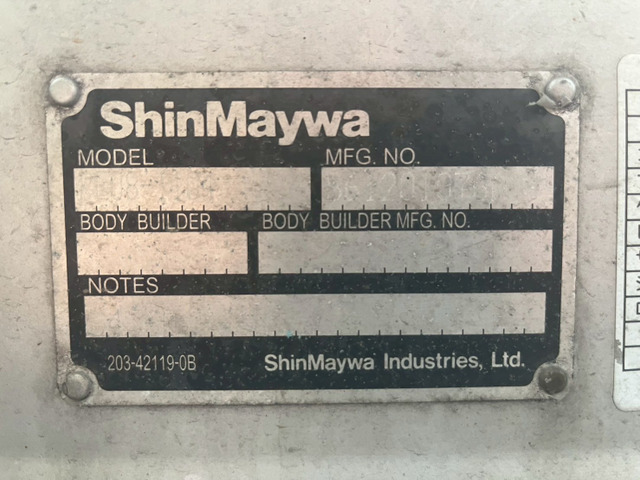 ShinMaywa
MODEL MFG. NO.
BODY BUILDER BODY BUILDER MFG. NO.
NOTES
203-42119-0B ShinMaywa Industries, Ltd.